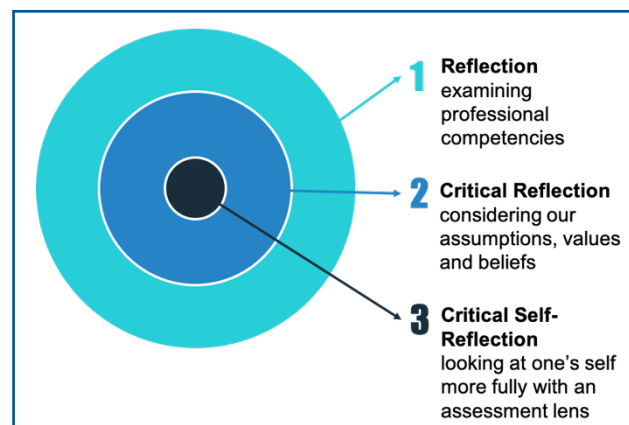 1
Reflection
examining
professional
competencies
2
Critical Reflection
considering our
assumptions, values
and beliefs
3
Critical Self-
Reflection
looking at one's self
more fully with an
assessment lens